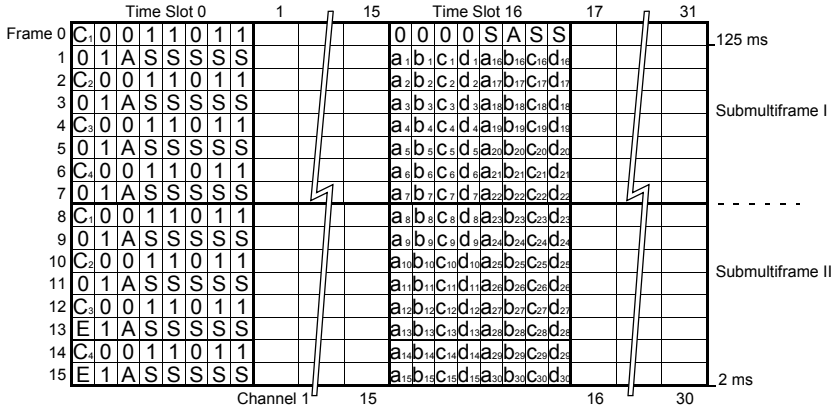 Time Slot 0 1 15 Time Slot 16 17 31
Frame 0 C1 0 0 1 1 0 1 1 0 0 0 0 S A S S 125 ms
1 0 1 A S S S S S a1 b1 c1 d1 a16 b16 c16 d16
2 C2 0 0 1 1 0 1 1 a2 b2 c2 d2 a17 b17 c17 d17
3 0 1 A S S S S S a3 b3 c3 d3 a18 b18 c18 d18
4 C3 0 0 1 1 0 1 1 a4 b4 c4 d4 a19 b19 c19 d19
Submultiframe I
5 0 1 A S S S S S a5 b5 c5 d5 a20 b20 c20 d20
6 C4 0 0 1 1 0 1 1 a6 b6 c6 d6 a21 b21 c21 d21
7 0 1 A S S S S S a7 b7 c7 d7 a22 b22 c22 d22
8 C1 0 0 1 1 0 1 1 a8 b8 c8 d8 a23 b23 c23 d23
9 0 1 A S S S S S a9 b9 c9 d9 a24 b24 c24 d24
10 C2 0 0 1 1 0 1 1 a10 b10 c10 d10 a25 b25 c25 d25
Submultiframe II
11 0 1 A S S S S S a11 b11 c11 d11 a26 b26 c26 d26
12 C3 0 0 1 1 0 1 1 a12 b12 c12 d12 a27 b27 c27 d27
13 E 1 A S S S S S a13 b13 c13 d13 a28 b28 c28 d28
14 C4 0 0 1 1 0 1 1 a14 b14 c14 d14 a29 b29 c29 d29
15 E 1 A S S S S S a15 b15 c15 d15 a30 b30 c30 d30 2 ms
Channel 1 15 16 30